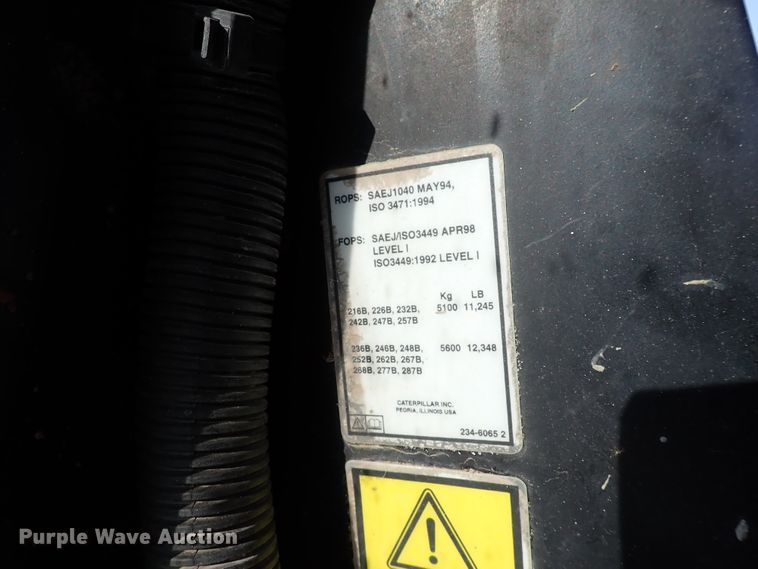 ROPS: SAEJ1040 MAY94,
ISO 3471:1994
FOPS: SAEJ/ISO3449 APR98
LEVEL I
ISO3449:1992 LEVEL I
Kg LB
216B, 226B, 232B, 5100 11,245
242B, 247B, 257B
236B, 246B, 248B, 5600 12,348
252B, 262B, 267B,
268B, 277B, 287B
CATERPILLAR INC.
PEORIA, ILLINOIS USA
234-6065 2
!
Purple Wave Auction